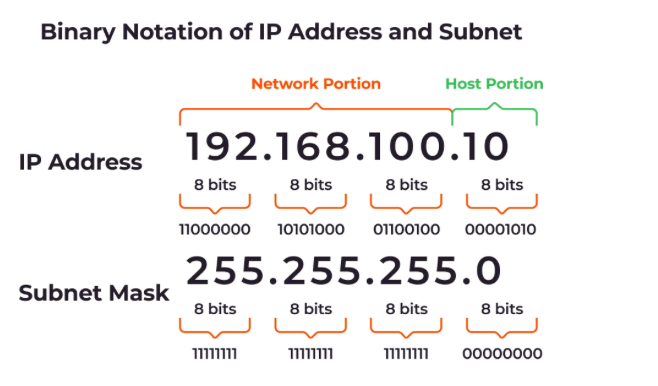 Binary Notation of IP Address and Subnet
Network Portion Host Portion
IP Address 192.168.100.10
8 bits 8 bits 8 bits 8 bits
11000000 10101000 01100100 00001010
Subnet Mask 255.255.255.0
8 bits 8 bits 8 bits 8 bits
11111111 11111111 11111111 00000000